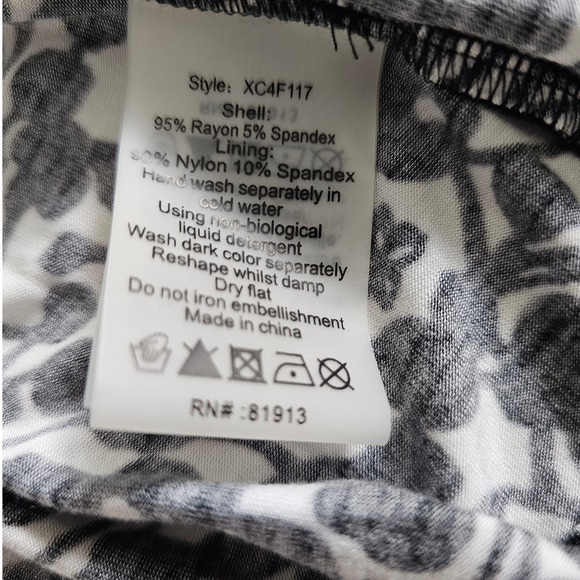 Style: XC4F117
Shell:
95% Rayon 5% Spandex
Lining:
90% Nylon 10% Spandex
Hand wash separately in
cold water
Using non-biological
liquid detergent
Wash dark color separately
Reshape whilst damp
Dry flat
Do not iron embellishment
Made in china
RN# :81913